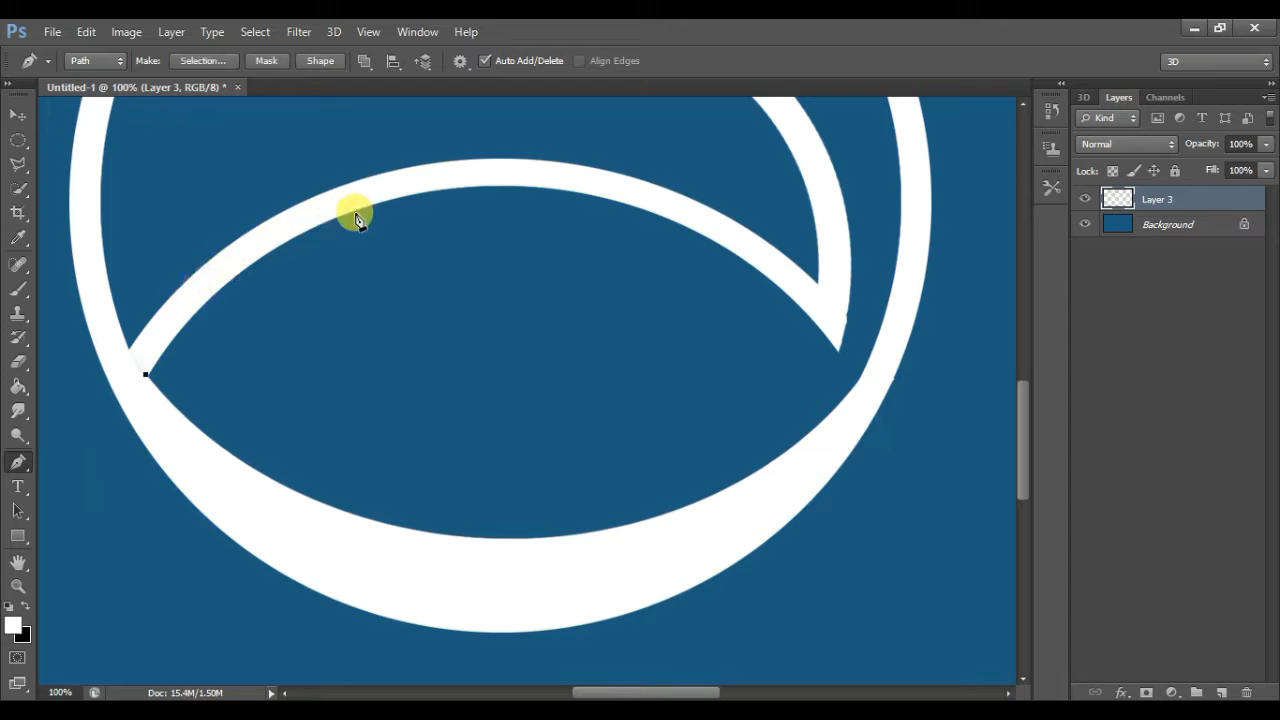 Ps File Edit Image Layer Type Select Filter 3D View Window Help
Path Make: Selection... Mask Shape Auto Add/Delete Align Edges 3D
Untitled-1 @ 100% (Layer 3, RGB/8) * ×
3D Layers Channels
Kind
Normal Opacity: 100%
Lock: Fill: 100%
Layer 3
Background
T
100% Doc: 15.4M/1.50M
fx